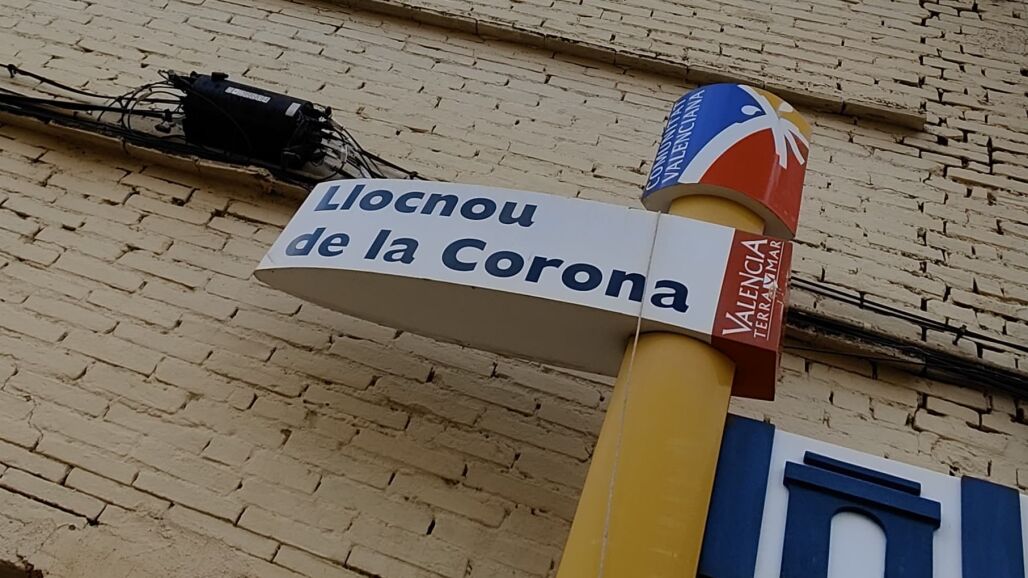 COMUNITAT
VALENCIANA
Llocnou
de la Corona
VALENCIA
TERRA MAR